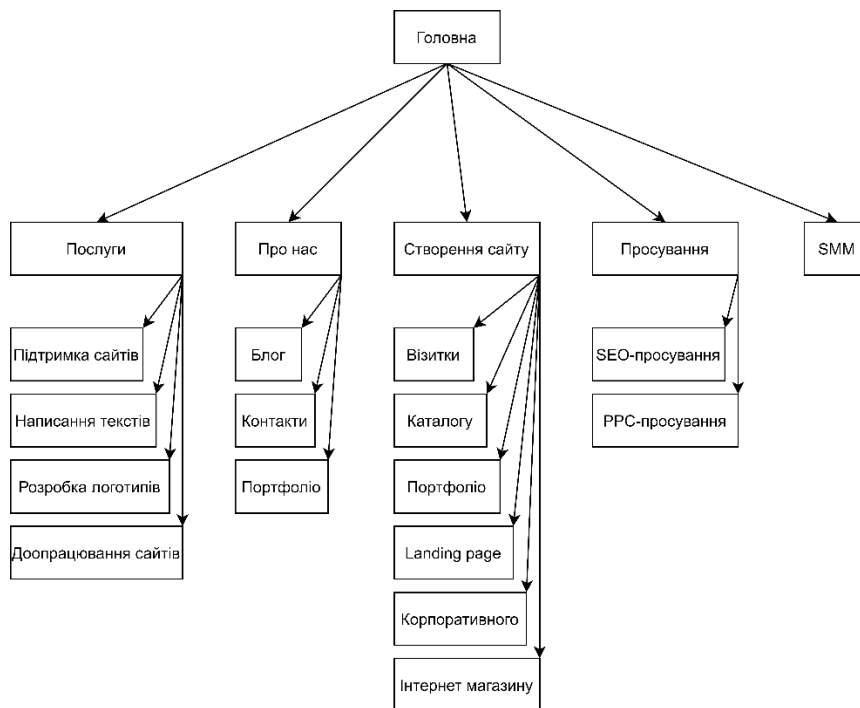 Головна
Послуги
Про нас
Створення сайту
Просування
SMM
Підтримка сайтів
Блог
Візитки
SEO-просування
Написання текстів
Контакти
Каталогу
PPC-просування
Розробка логотипів
Портфоліо
Портфоліо
Доопрацювання сайтів
Landing page
Корпоративного
Інтернет магазину